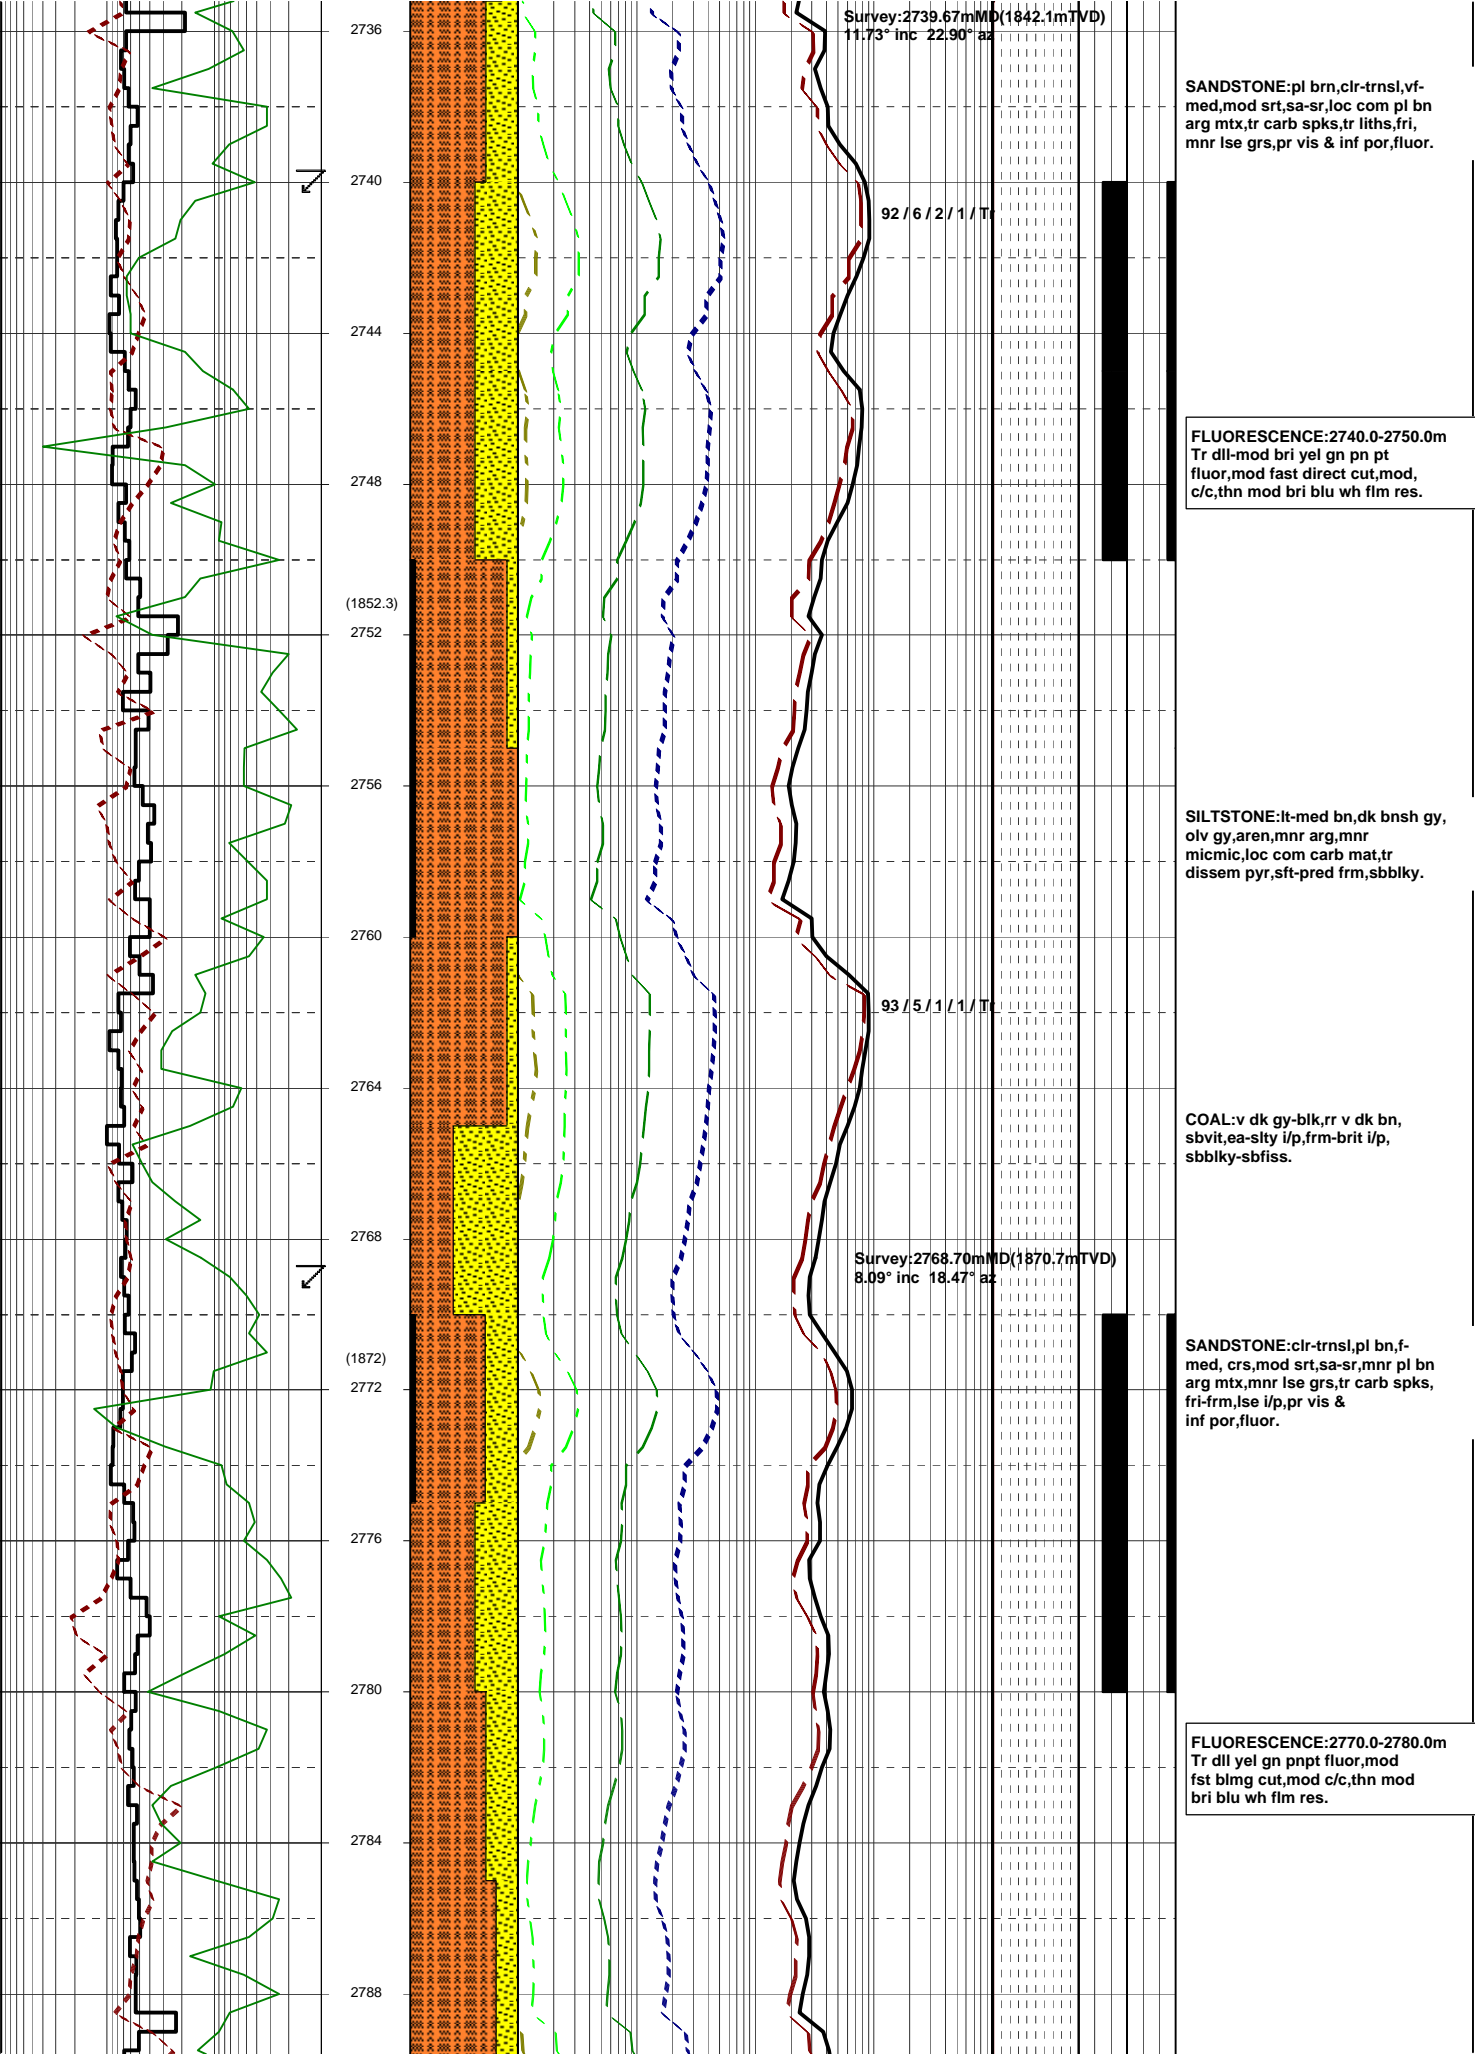 Survey:2739.67mMD(1842.1mTVD)
11.73° inc 22.90° az
2736
SANDSTONE:pl brn,clr-trnsl,vf-
med,mod srt,sa-sr,loc com pl bn
arg mtx,tr carb spks,tr liths,fri,
mnr lse grs,pr vis & inf por,fluor.
2740
92 / 6 / 2 / 1 / Tr
2744
FLUORESCENCE:2740.0-2750.0m
Tr dll-mod bri yel gn pn pt
fluor,mod fast direct cut,mod,
c/c,thn mod bri blu wh flm res.
2748
(1852.3)
2752
2756
SILTSTONE:lt-med bn,dk bnsh gy,
olv gy,aren,mnr arg,mnr
micmic,loc com carb mat,tr
dissem pyr,sft-pred frm,sbblky.
2760
93 / 5 / 1 / 1 / Tr
2764
COAL:v dk gy-blk,rr v dk bn,
sbvit,ea-slty i/p,frm-brit i/p,
sbblky-sbfiss.
2768
Survey:2768.70mMD(1870.7mTVD)
8.09° inc 18.47° az
(1872)
SANDSTONE:clr-trnsl,pl bn,f-
med, crs,mod srt,sa-sr,mnr pl bn
arg mtx,mnr lse grs,tr carb spks,
fri-frm,lse i/p,pr vis &
inf por,fluor.
2772
2776
2780
FLUORESCENCE:2770.0-2780.0m
Tr dll yel gn pnpt fluor,mod
fst blmg cut,mod c/c,thn mod
bri blu wh flm res.
2784
2788